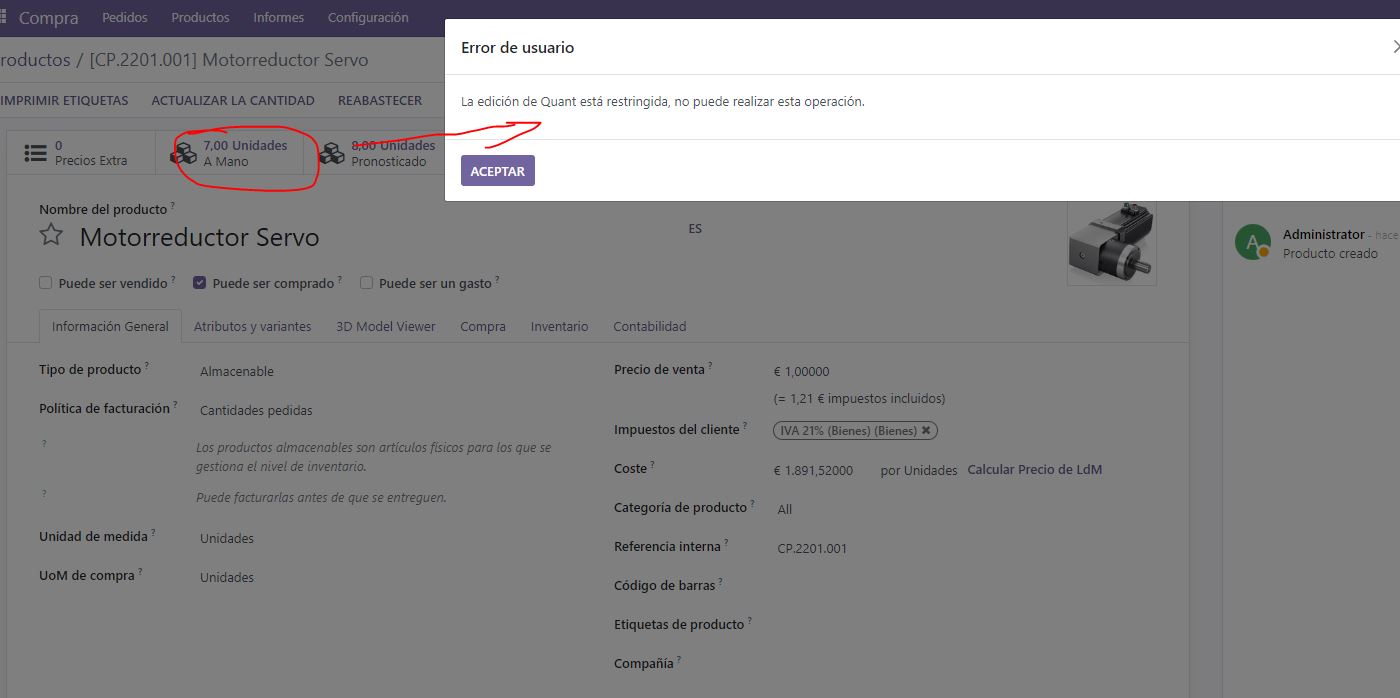 Compra Pedidos Productos Informes Configuración
roductos / [CP.2201.001] Motorreductor Servo
IMPRIMIR ETIQUETAS ACTUALIZAR LA CANTIDAD REABASTECER
0 Precios Extra
7,00 Unidades A Mano
8,00 Unidades Pronosticado
Error de usuario
La edición de Quant está restringida, no puede realizar esta operación.
ACEPTAR
Nombre del producto ?
Motorreductor Servo
ES
Puede ser vendido ? Puede ser comprado ? Puede ser un gasto ?
Información General Atributos y variantes 3D Model Viewer Compra Inventario Contabilidad
Tipo de producto ? Almacenable
Política de facturación ? Cantidades pedidas
? Los productos almacenables son artículos físicos para los que se
gestiona el nivel de inventario.
? Puede facturarlas antes de que se entreguen.
Unidad de medida ? Unidades
UoM de compra ? Unidades
Precio de venta ? € 1,00000
(= 1,21 € impuestos incluidos)
Impuestos del cliente ? IVA 21% (Bienes) (Bienes) ✖
Coste ? € 1.891,52000 por Unidades Calcular Precio de LdM
Categoría de producto ? All
Referencia interna ? CP.2201.001
Código de barras ?
Etiquetas de producto ?
Compañía ?
A
Administrator - hace
Producto creado